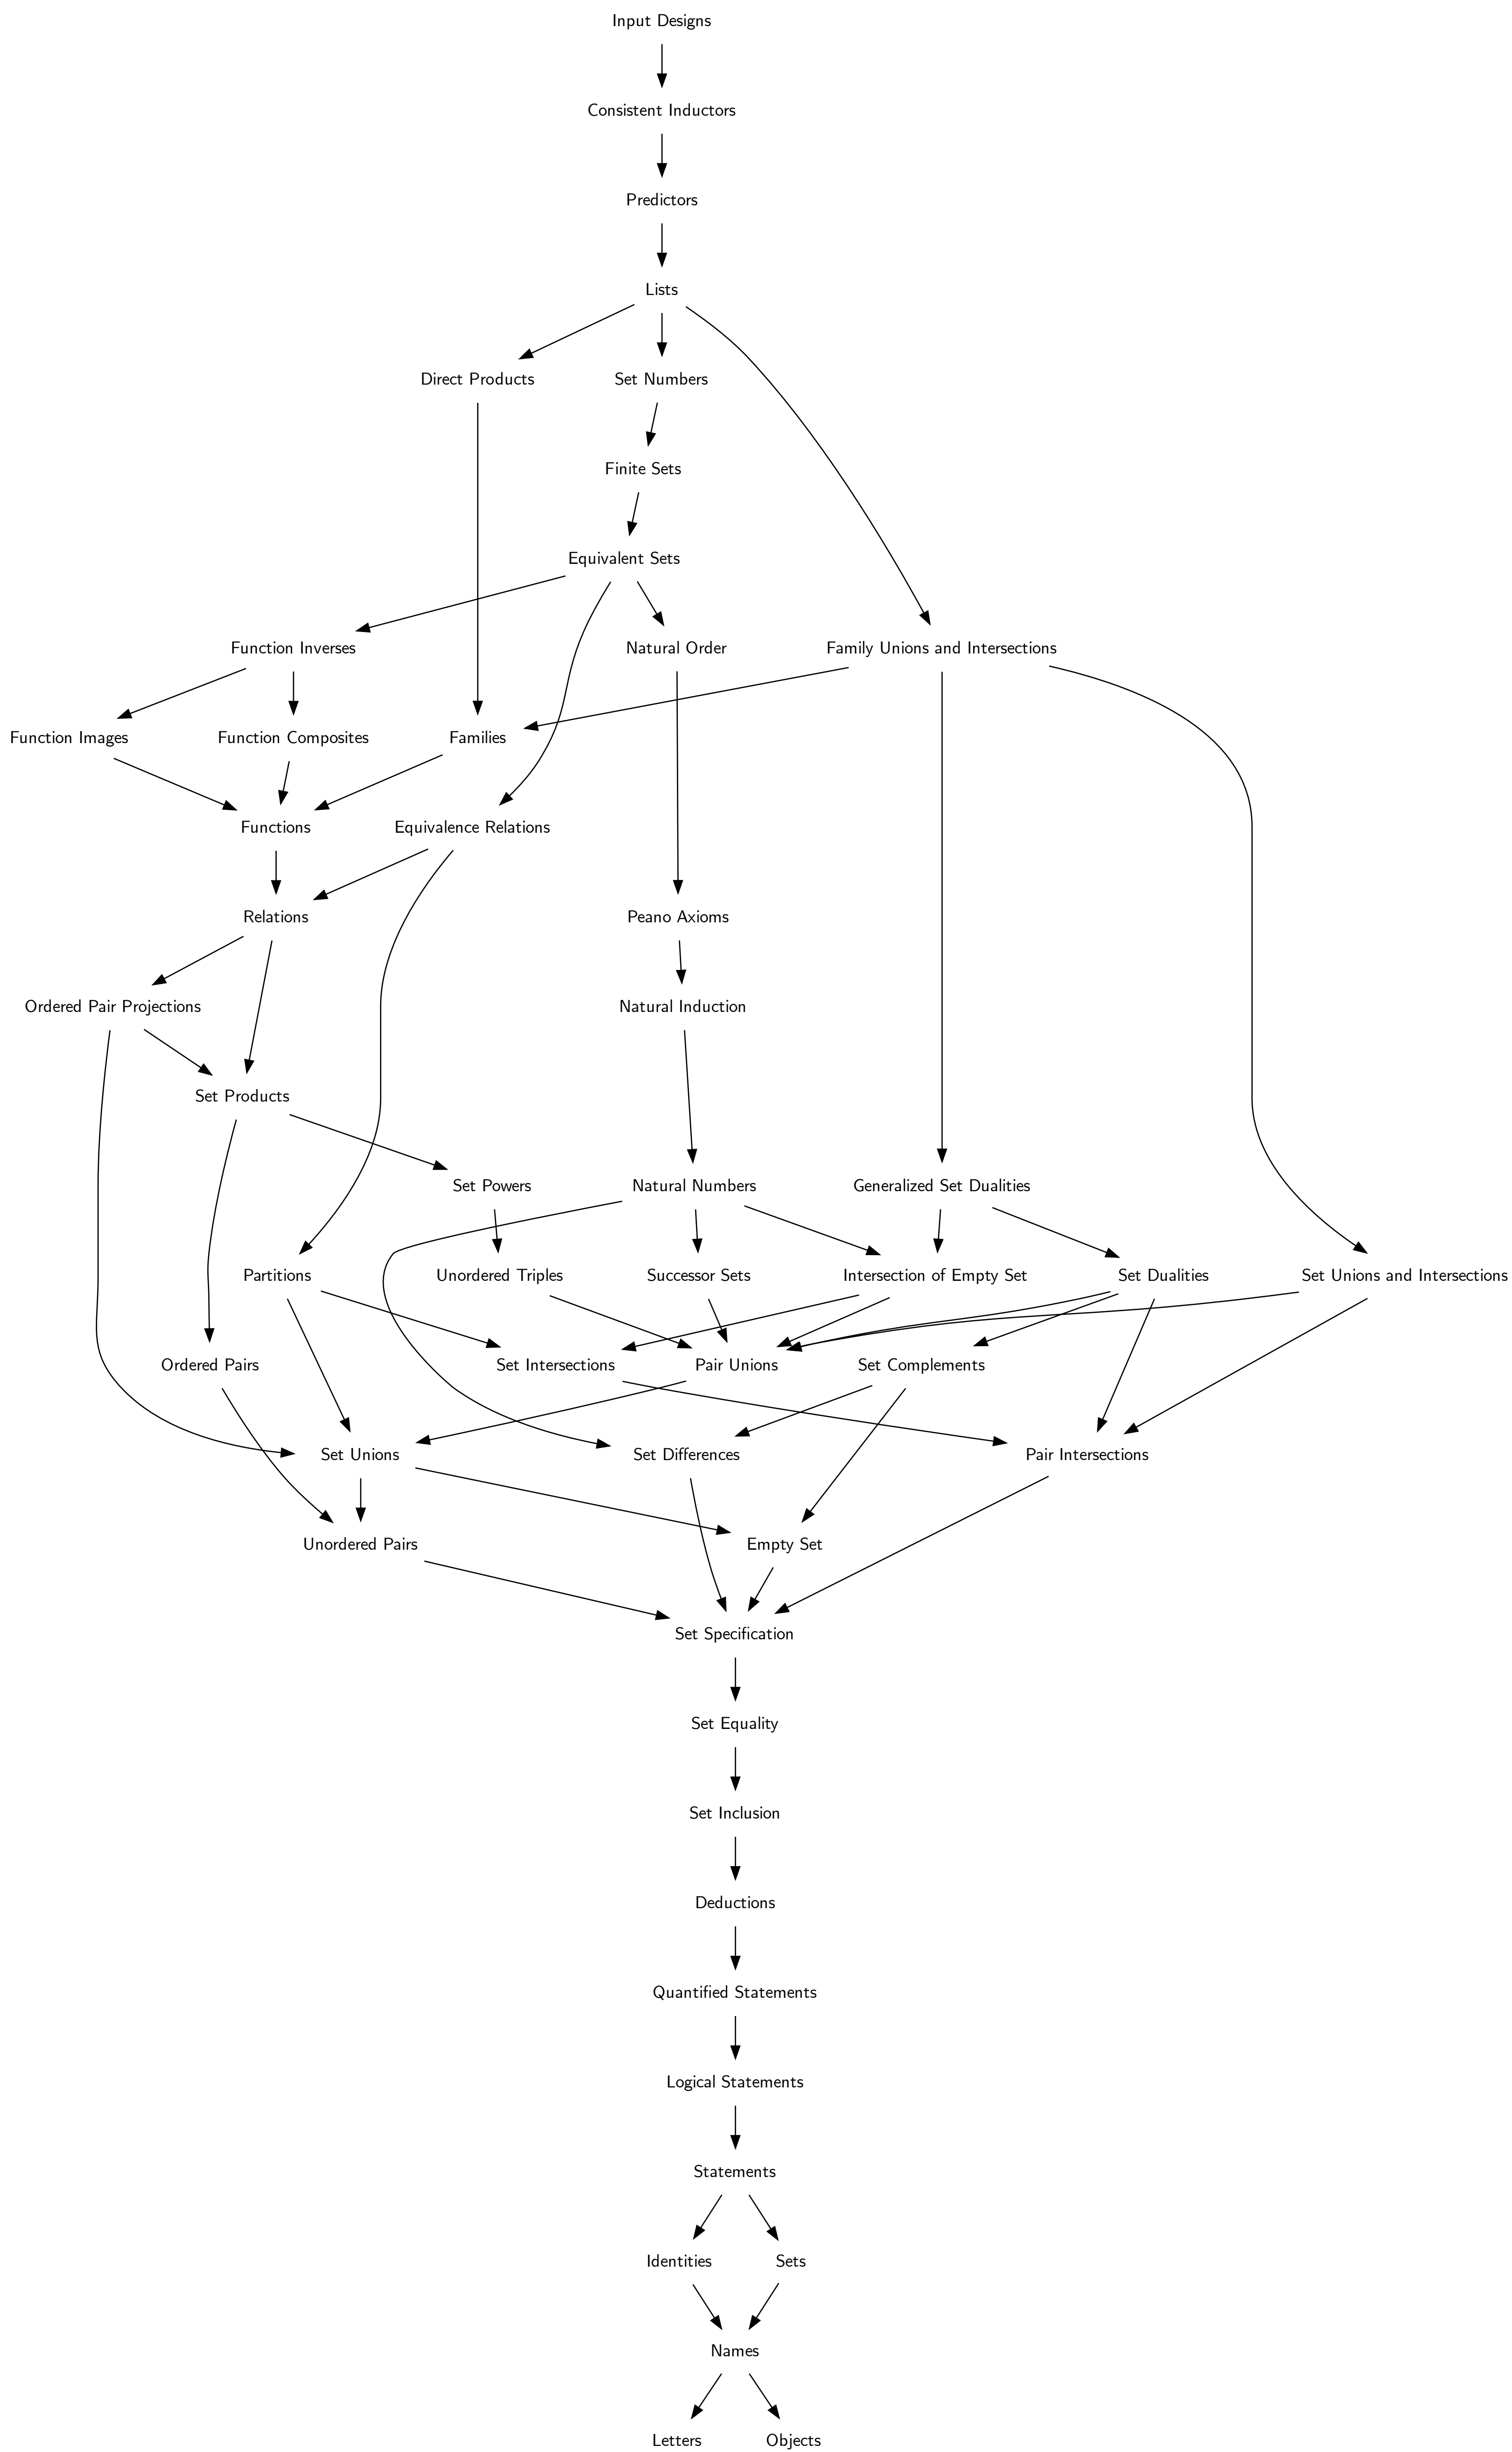 Input Designs
Consistent Inductors
Predictors
Lists
Direct Products
Set Numbers
Finite Sets
Equivalent Sets
Function Inverses
Natural Order
Family Unions and Intersections
Function Images
Function Composites
Families
Functions
Equivalence Relations
Relations
Peano Axioms
Ordered Pair Projections
Natural Induction
Set Products
Set Powers
Natural Numbers
Generalized Set Dualities
Partitions
Unordered Triples
Successor Sets
Intersection of Empty Set
Set Dualities
Set Unions and Intersections
Ordered Pairs
Set Intersections
Pair Unions
Set Complements
Set Unions
Set Differences
Pair Intersections
Unordered Pairs
Empty Set
Set Specification
Set Equality
Set Inclusion
Deductions
Quantified Statements
Logical Statements
Statements
Identities
Sets
Names
Letters
Objects